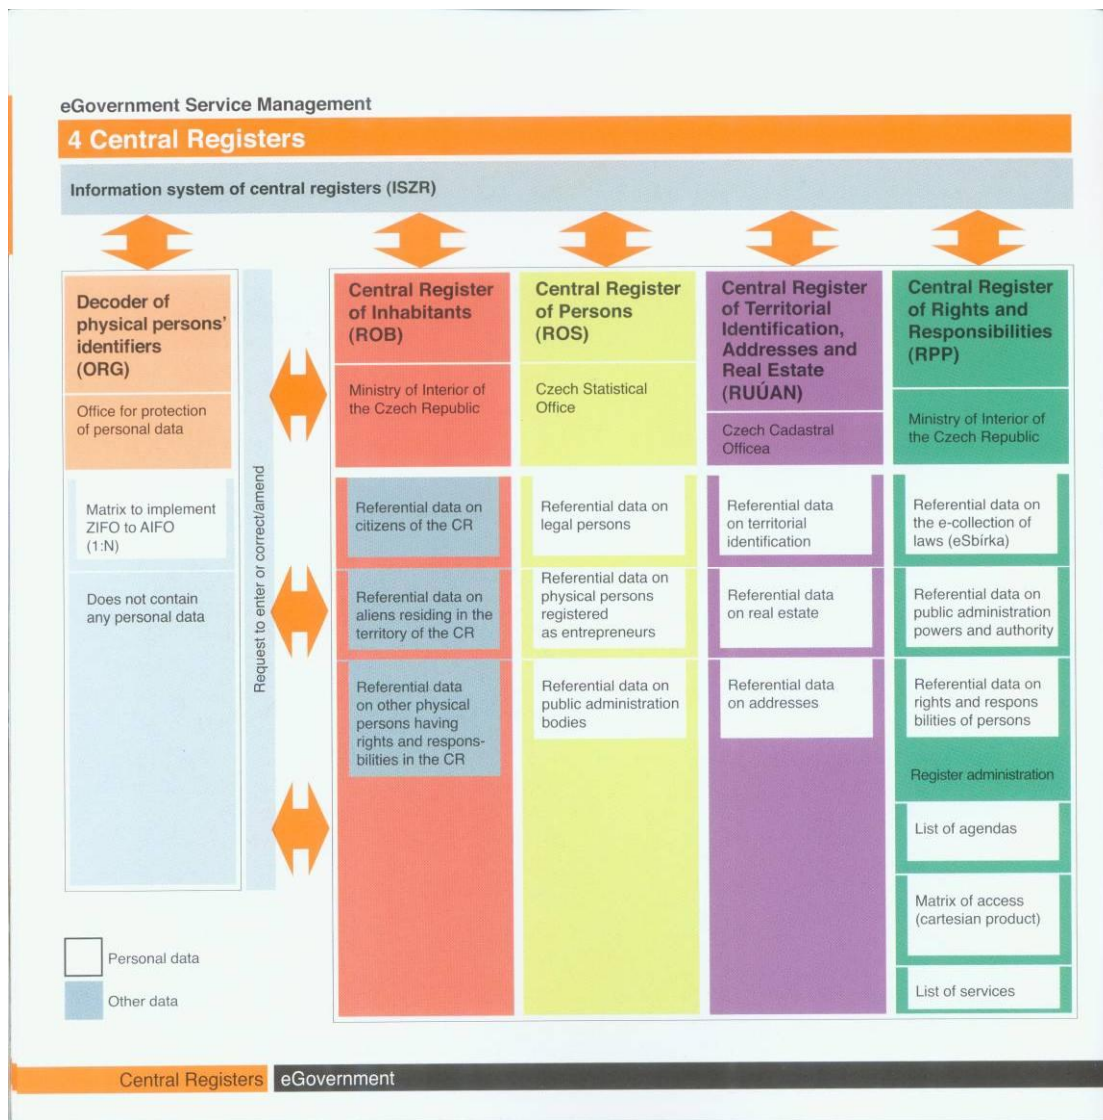 eGovernment Service Management
4 Central Registers
Information system of central registers (ISZR)
Decoder of
physical persons'
identifiers
(ORG)
Office for protection
of personal data
Matrix to implement
ZIFO to AIFO
(1:N)
Does not contain
any personal data
Request to enter or correct/amend
Central Register
of Inhabitants
(ROB)
Ministry of Interior of
the Czech Republic
Referential data on
citizens of the CR
Referential data on
aliens residing in the
territory of the CR
Referential data
on other physical
persons having
rights and respons-
bilities in the CR
Central Register
of Persons
(ROS)
Czech Statistical
Office
Referential data on
legal persons
Referential data on
physical persons
registered
as entrepreneurs
Referential data on
public administration
bodies
Central Register
of Territorial
Identification,
Addresses and
Real Estate
(RUÚAN)
Czech Cadastral
Officea
Referential data
on territorial
identification
Referential data
on real estate
Referential data
on addresses
Central Register
of Rights and
Responsibilities
(RPP)
Ministry of Interior of
the Czech Republic
Referential data on
the e-collection of
laws (eSbírka)
Referential data on
public administration
powers and authority
Referential data on
rights and respons
bilities of persons
Register administration
List of agendas
Matrix of access
(cartesian product)
List of services
Personal data
Other data
Central Registers
eGovernment